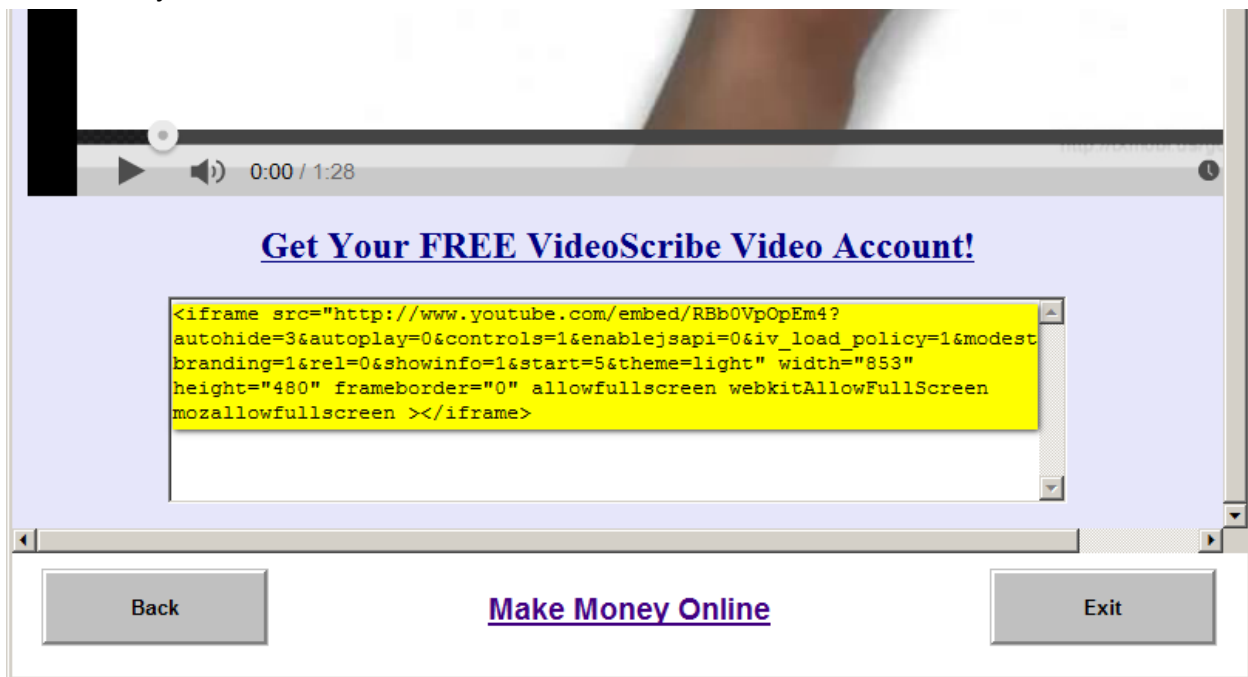 0:00 / 1:28
Get Your FREE VideoScribe Video Account!
<iframe src="http://www.youtube.com/embed/RBb0VpOpEm4?
autohide=3&autoplay=0&controls=1&enablejsapi=0&iv_load_policy=1&modest
branding=1&rel=0&showinfo=1&start=5&theme=light" width="853"
height="480" frameborder="0" allowfullscreen webkitAllowFullScreen
mozallowfullscreen ></iframe>
Back
Make Money Online
Exit